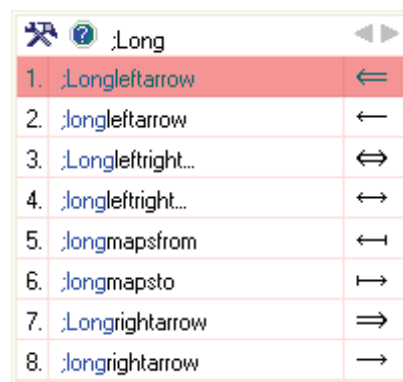 ;Long
1. ;Longleftarrow ⟸
2. ;longleftarrow ⟵
3. ;Longleftright... ⟺
4. ;longleftright... ⟷
5. ;longmapsfrom ⟻
6. ;longmapsto ⟼
7. ;Longrightarrow ⟹
8. ;longrightarrow ⟶